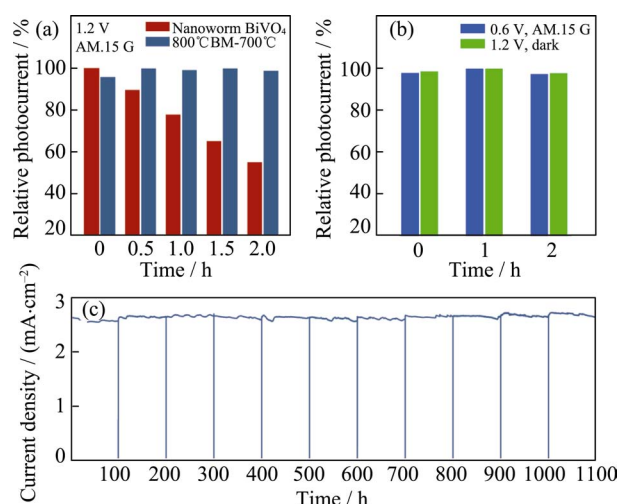 (a)
1.2 V
AM.15 G
Nanoworm BiVO₄
800℃BM-700℃
Relative photocurrent / %
100
80
60
40
20
0 0.5 1.0 1.5 2.0
Time / h
(b)
0.6 V, AM.15 G
1.2 V, dark
Relative photocurrent / %
100
80
60
40
20
0 1 2
Time / h
(c)
Current density / (mA·cm⁻²)
3
2
1
0
100 200 300 400 500 600 700 800 900 1000 1100
Time / h